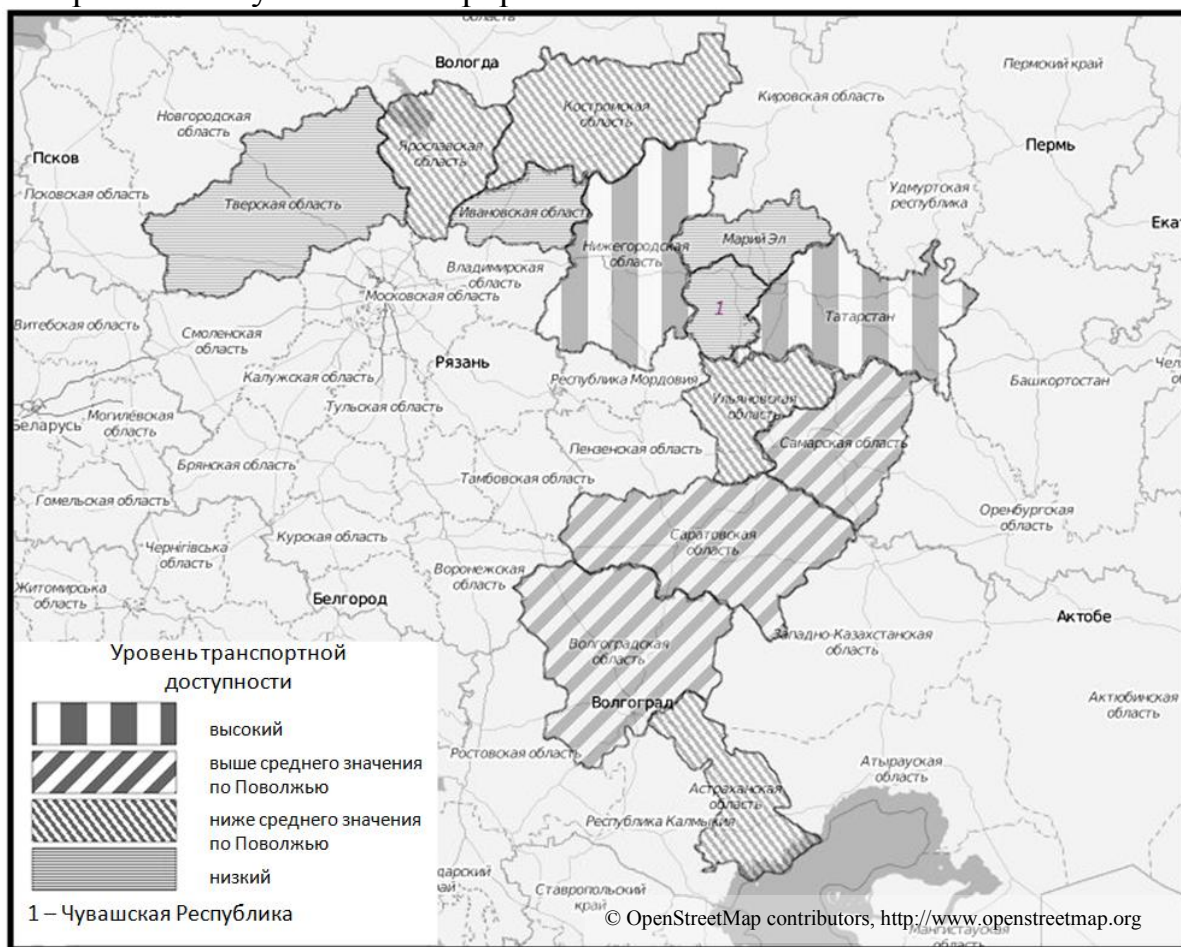 Вологда
Пермский край
Кировская область
Костромская
область
Новгородская
область
Ярославская
область
Псков
Пермь
Псковская область
Удмуртская
республика
Тверская область
Ивановская област
Марий Эл
Ека
Нижегородская
область
Владимирская
область
Московская область
1
Татарстан
Витебская область
Смоленская
область
Рязань
Калужская область
Республика Мордовия
Башкортостан
Тульская область
Ульяновская
область
Могилёвская
область
Беларусь
Самарская область
Пензенская область
Брянская область
Тамбовская область
Гомельская область
Оренбургская
область
Курская область
Саратовская
область
Чернігівська
область
Воронежская
область
Житомирська
область
Белгород
Актобе
Западно-Казахстанская
область
Волгоградская
область
Волгоград
Актюбинская
область
Ростовская область
Атырауская
область
Астраханская
область
Республика Калмыкия
Ставропольский
край
Мангистауская
область
Уровень транспортной
доступности
высокий
выше среднего значения
по Поволжью
ниже среднего значения
по Поволжью
низкий
1 – Чувашская Республика
© OpenStreetMap contributors, http://www.openstreetmap.org